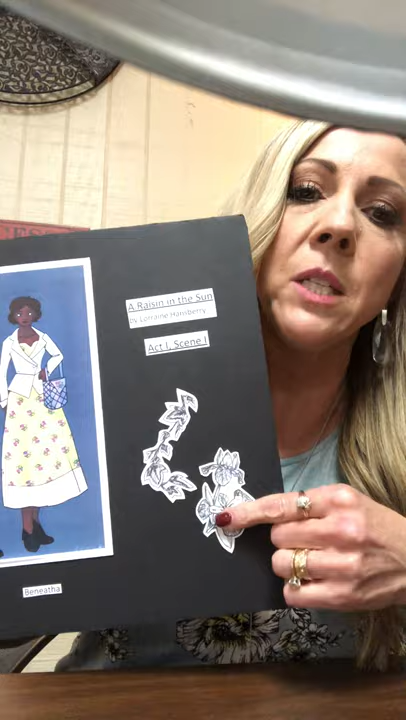 A Raisin in the Sun
by Lorraine Hansberry
Act I, Scene I
Beneatha